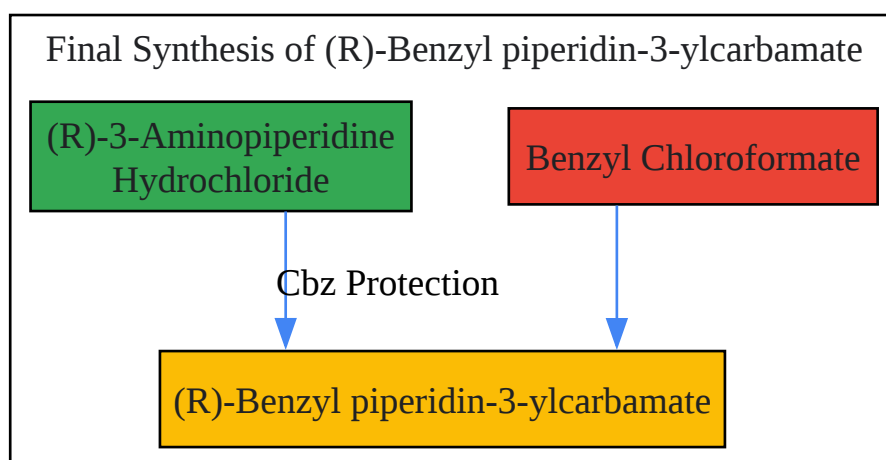 Final Synthesis of (R)-Benzyl piperidin-3-ylcarbamate
(R)-3-Aminopiperidine
Hydrochloride
Benzyl Chloroformate
Cbz Protection
(R)-Benzyl piperidin-3-ylcarbamate